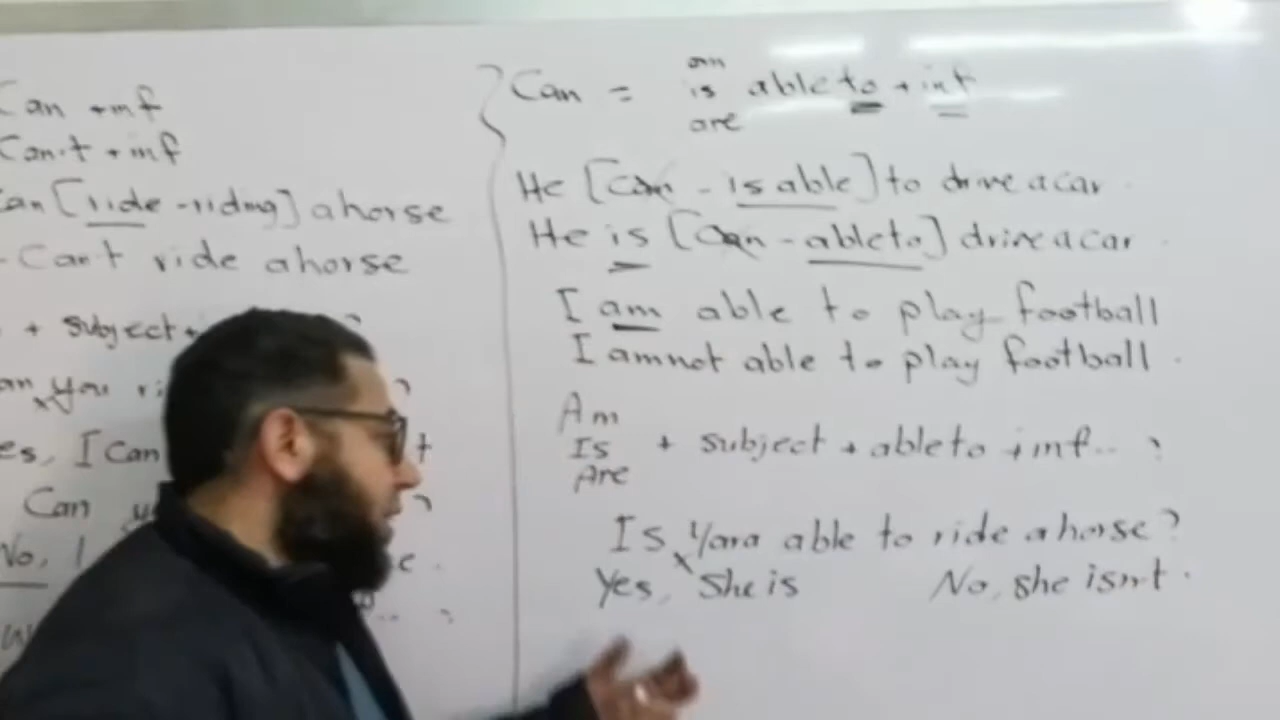 Can + inf
Can't + inf
Can [ride - riding] a horse
- Can't ride a horse
+ subject +
you
Yes, I Can
Can
No, I
Can = am
is able to + inf
are
He [Can - is able] to drive a car.
He is [Can - able to] drive a car.
I am able to play football
I am not able to play football.
Am
Is + subject + able to + inf.. ?
Are
Is Yara able to ride a horse?
Yes, She is No, she isn't.